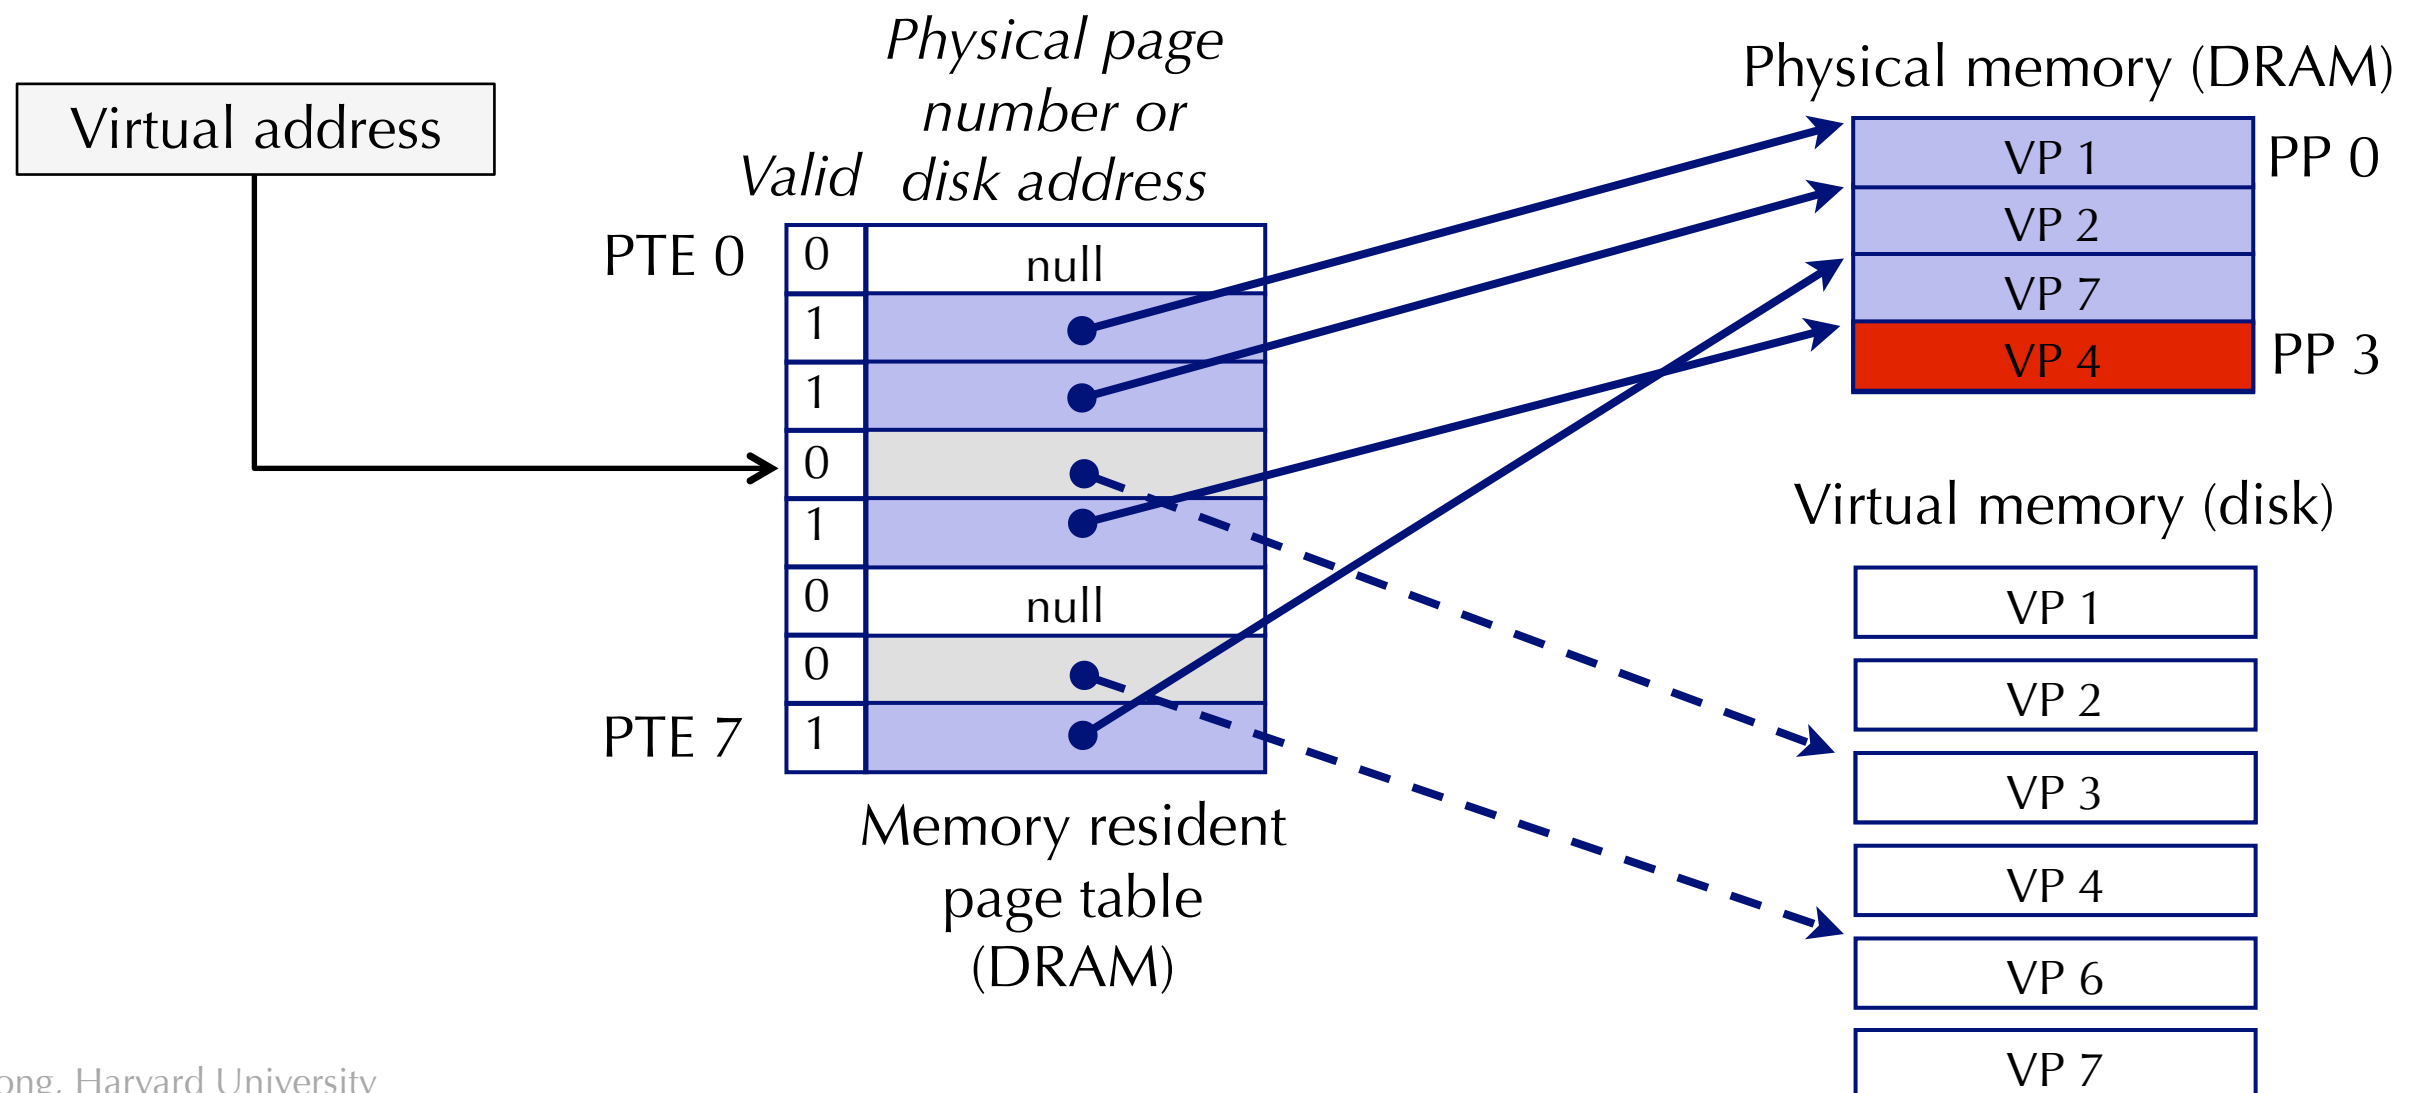 Virtual address
Physical page
number or
disk address
Valid
PTE 0
0
null
1
1
0
1
0
null
0
PTE 7
1
Memory resident
page table
(DRAM)
Physical memory (DRAM)
VP 1
PP 0
VP 2
VP 7
VP 4
PP 3
Virtual memory (disk)
VP 1
VP 2
VP 3
VP 4
VP 6
VP 7
Harvard University